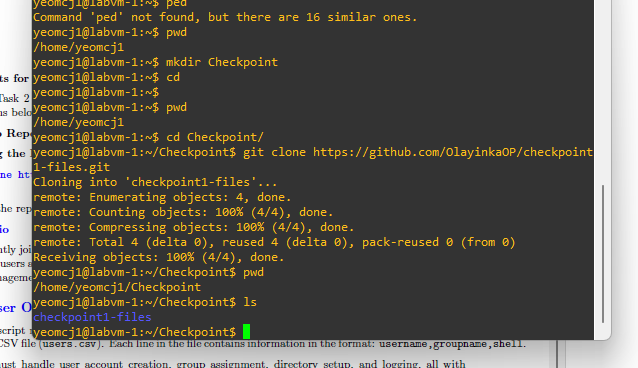 yeomcj1@labvm-1:~$ ped
Command 'ped' not found, but there are 16 similar ones.
yeomcj1@labvm-1:~$ pwd
/home/yeomcj1
yeomcj1@labvm-1:~$ mkdir Checkpoint
yeomcj1@labvm-1:~$ cd
yeomcj1@labvm-1:~$
yeomcj1@labvm-1:~$ pwd
/home/yeomcj1
yeomcj1@labvm-1:~$ cd Checkpoint/
yeomcj1@labvm-1:~/Checkpoint$ git clone https://github.com/OlayinkaOP/checkpoint
1-files.git
Cloning into 'checkpoint1-files'...
remote: Enumerating objects: 4, done.
remote: Counting objects: 100% (4/4), done.
remote: Compressing objects: 100% (4/4), done.
remote: Total 4 (delta 0), reused 4 (delta 0), pack-reused 0 (from 0)
Receiving objects: 100% (4/4), done.
yeomcj1@labvm-1:~/Checkpoint$ pwd
/home/yeomcj1/Checkpoint
yeomcj1@labvm-1:~/Checkpoint$ ls
checkpoint1-files
yeomcj1@labvm-1:~/Checkpoint$
ts for
Task 2
ns belo
Repo
g the
ne ht
the rep
io
ntly joi
users a
nageme
ser O
script
CSV file (users.csv). Each line in the file contains information in the format: username,groupname,shell.
ust handle user account creation, group assignment, directory setup, and logging, all with